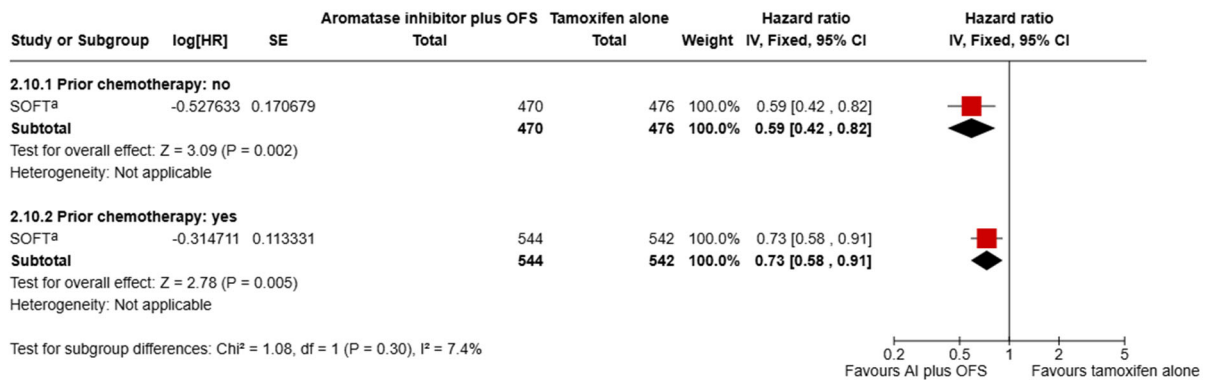 Aromatase inhibitor plus OFS Tamoxifen alone Hazard ratio Hazard ratio
Study or Subgroup log[HR] SE Total Total Weight IV, Fixed, 95% CI IV, Fixed, 95% CI
2.10.1 Prior chemotherapy: no
SOFTª -0.527633 0.170679 470 476 100.0% 0.59 [0.42 , 0.82]
Subtotal 470 476 100.0% 0.59 [0.42 , 0.82]
Test for overall effect: Z = 3.09 (P = 0.002)
Heterogeneity: Not applicable
2.10.2 Prior chemotherapy: yes
SOFTª -0.314711 0.113331 544 542 100.0% 0.73 [0.58 , 0.91]
Subtotal 544 542 100.0% 0.73 [0.58 , 0.91]
Test for overall effect: Z = 2.78 (P = 0.005)
Heterogeneity: Not applicable
Test for subgroup differences: Chi² = 1.08, df = 1 (P = 0.30), I² = 7.4%
0.2 0.5 1 2 5
Favours AI plus OFS Favours tamoxifen alone